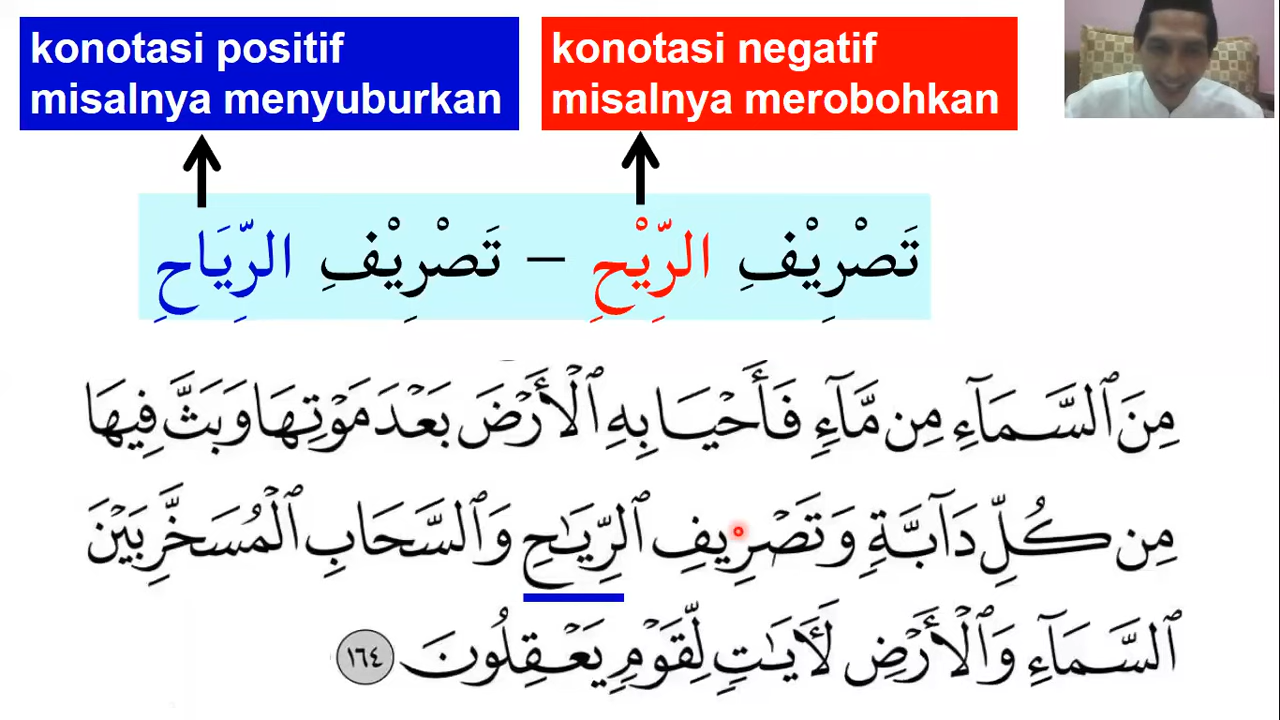 konotasi positif
misalnya menyuburkan
konotasi negatif
misalnya merobohkan
تَصْرِيْفِ الرِّيْحِ – تَصْرِيْفِ الرِّيَاحِ
مِنَ ٱلسَّمَآءِ مِن مَّآءٍ فَأَحْيَا بِهِ ٱلْأَرْضَ بَعْدَ مَوْتِهَا وَبَثَّ فِيهَا
مِن كُلِّ دَآبَّةٍ وَتَصْرِيفِ ٱلرِّيَٰحِ وَٱلسَّحَابِ ٱلْمُسَخَّرِ بَيْنَ
ٱلسَّمَآءِ وَٱلْأَرْضِ لَأٓيَٰتٍ لِّقَوْمٍ يَعْقِلُونَ ١٦٤